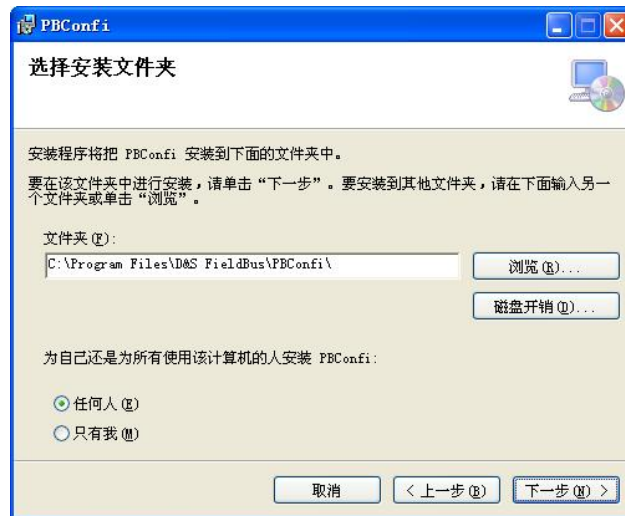 PBConfi
选择安装文件夹
安装程序将把 PBConfi 安装到下面的文件夹中。
要在该文件夹中进行安装，请单击“下一步”。要安装到其他文件夹，请在下面输入另一
个文件夹或单击“浏览”。
文件夹(F):
C:\Program Files\D&S FieldBus\PBConfi\
浏览(R)...
磁盘开销(D)...
为自己还是为所有使用该计算机的人安装 PBConfi:
任何人(E)
只有我(M)
取消
< 上一步(B)
下一步(N) >